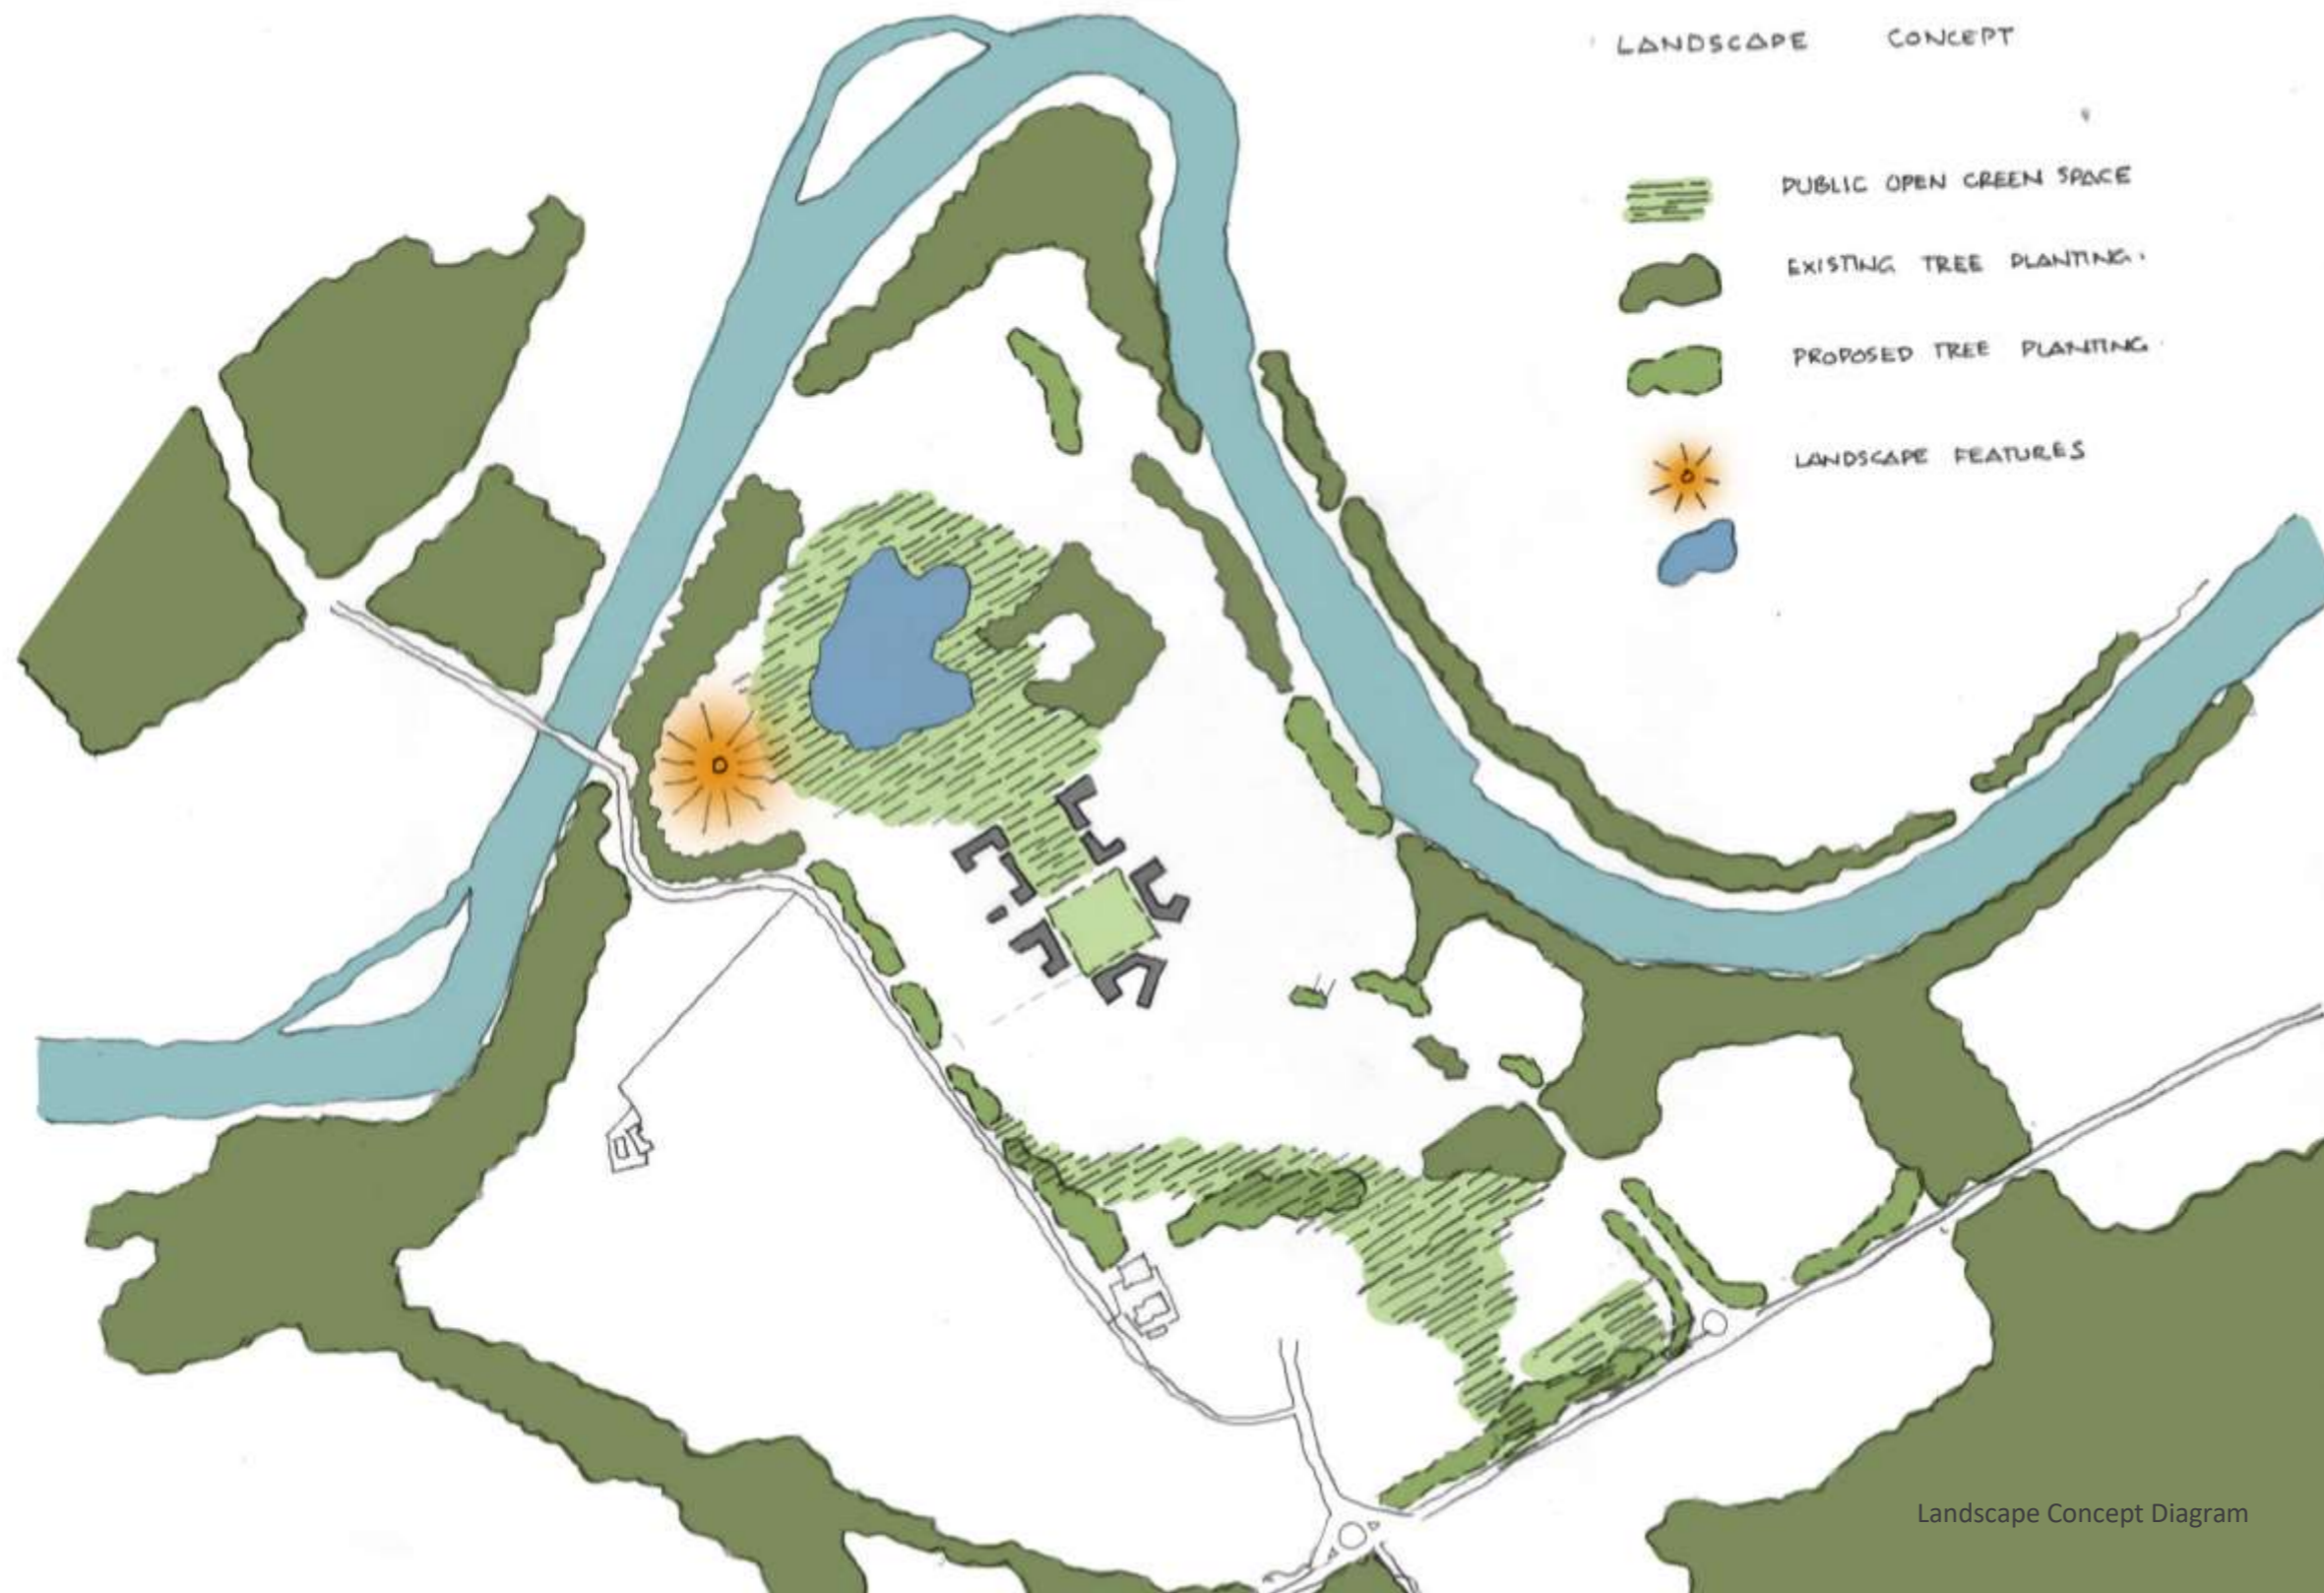 LANDSCAPE CONCEPT
PUBLIC OPEN GREEN SPACE
EXISTING TREE PLANTING.
PROPOSED TREE PLANTING
LANDSCAPE FEATURES
Landscape Concept Diagram